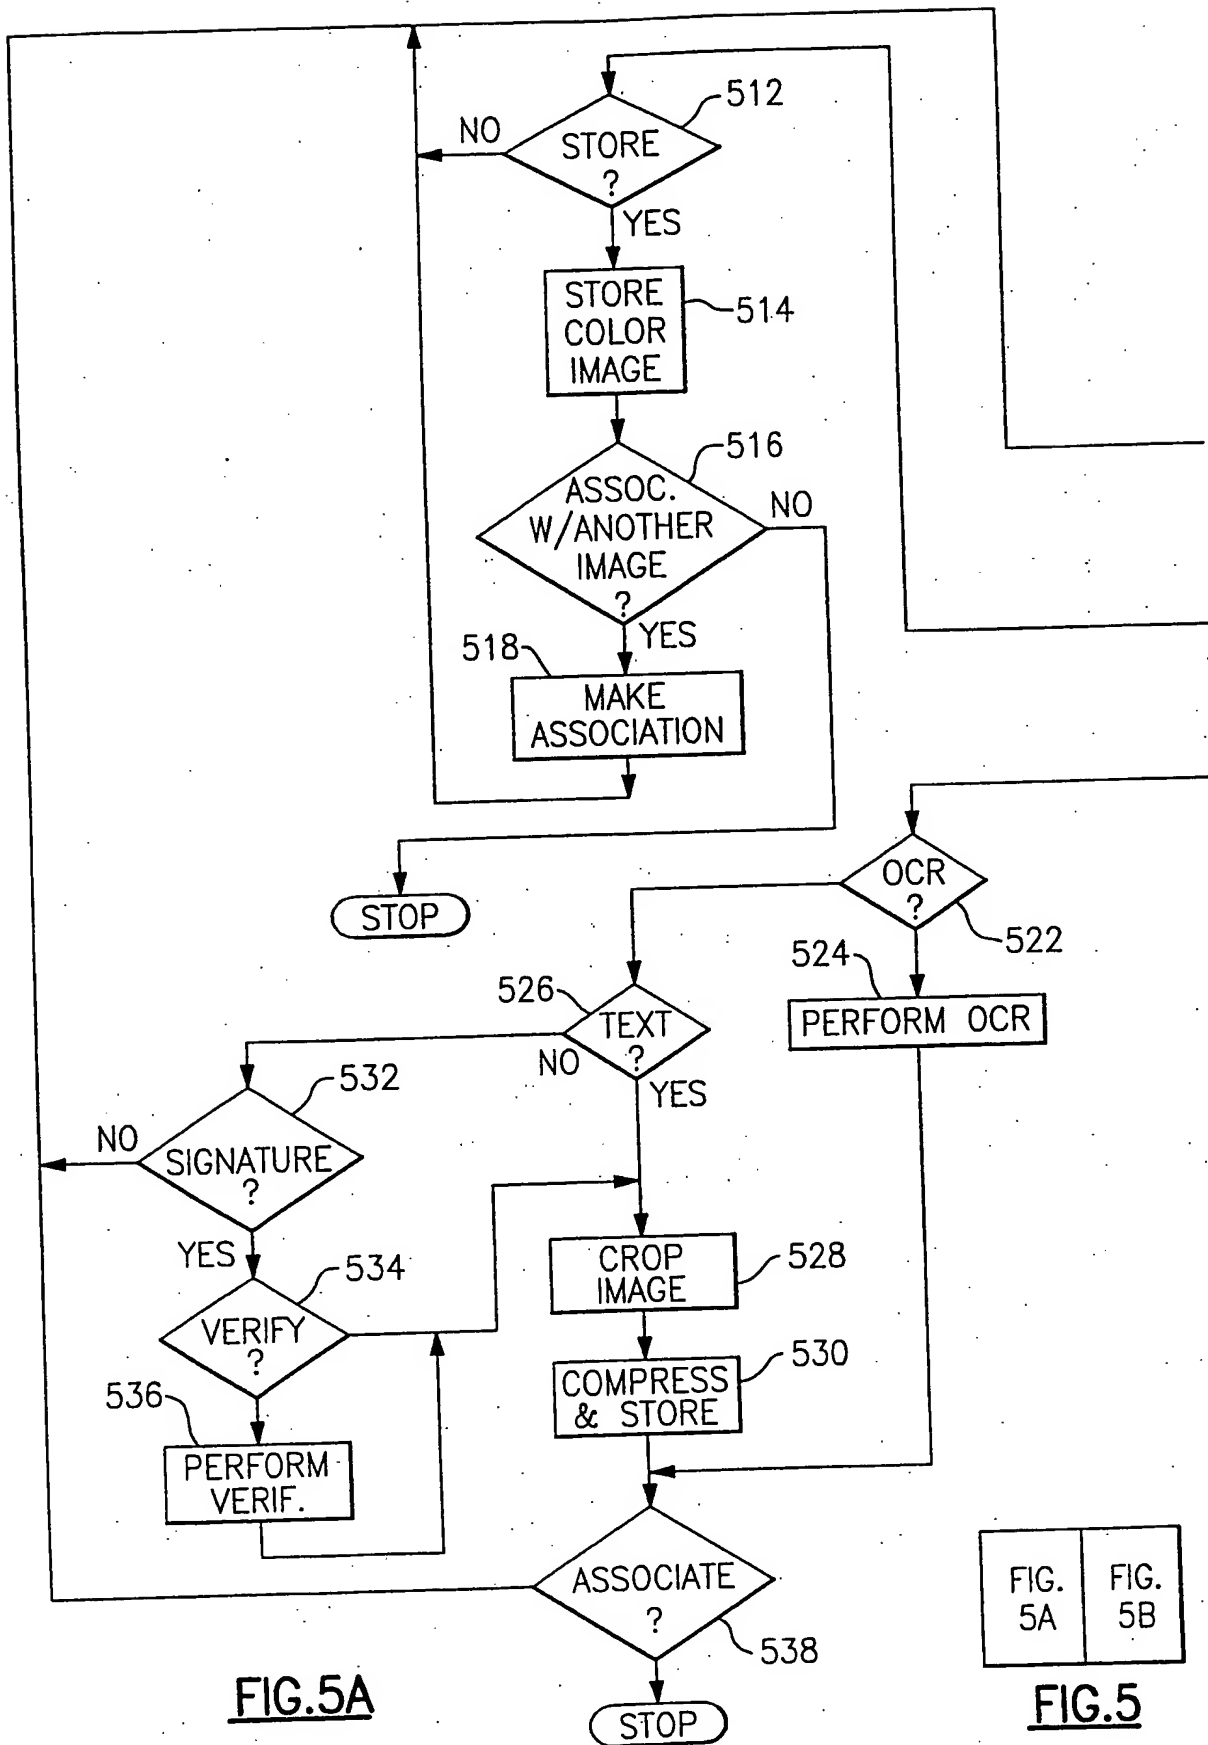 512
NO
STORE
?
YES
STORE
COLOR
IMAGE
514
516
ASSOC.
W/ANOTHER
IMAGE
?
NO
YES
518
MAKE
ASSOCIATION
STOP
OCR
?
522
524
PERFORM OCR
526
TEXT
?
NO
YES
532
NO
SIGNATURE
?
YES
534
VERIFY
?
CROP
IMAGE
528
536
PERFORM
VERIF.
COMPRESS
& STORE
530
ASSOCIATE
?
538
STOP
FIG.5A
FIG.
5A
FIG.
5B
FIG.5